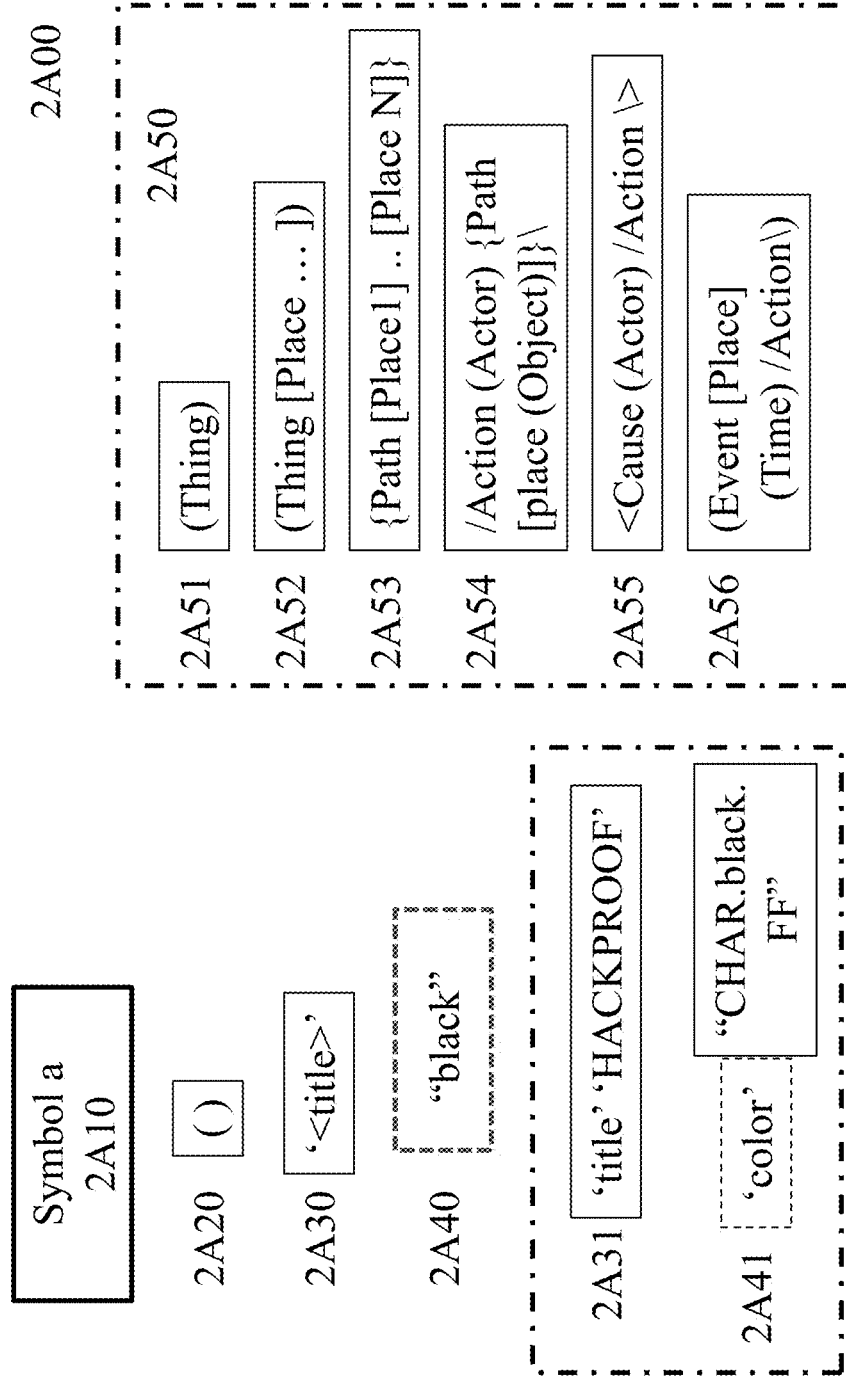 2A00
Symbol a
2A10
2A20 ( )
2A30 ‘<title>’
2A40 “black”
2A31 ‘title’ ‘HACKPROOF’
2A41 ‘color’ “CHAR.black.
FF”
2A50
2A51 (Thing)
2A52 (Thing [Place … ])
2A53 {Path [Place1] .. [Place N]}
2A54 /Action (Actor) {Path
[place (Object)]}\
2A55 <Cause (Actor) /Action \>
2A56 (Event [Place]
(Time) /Action\)